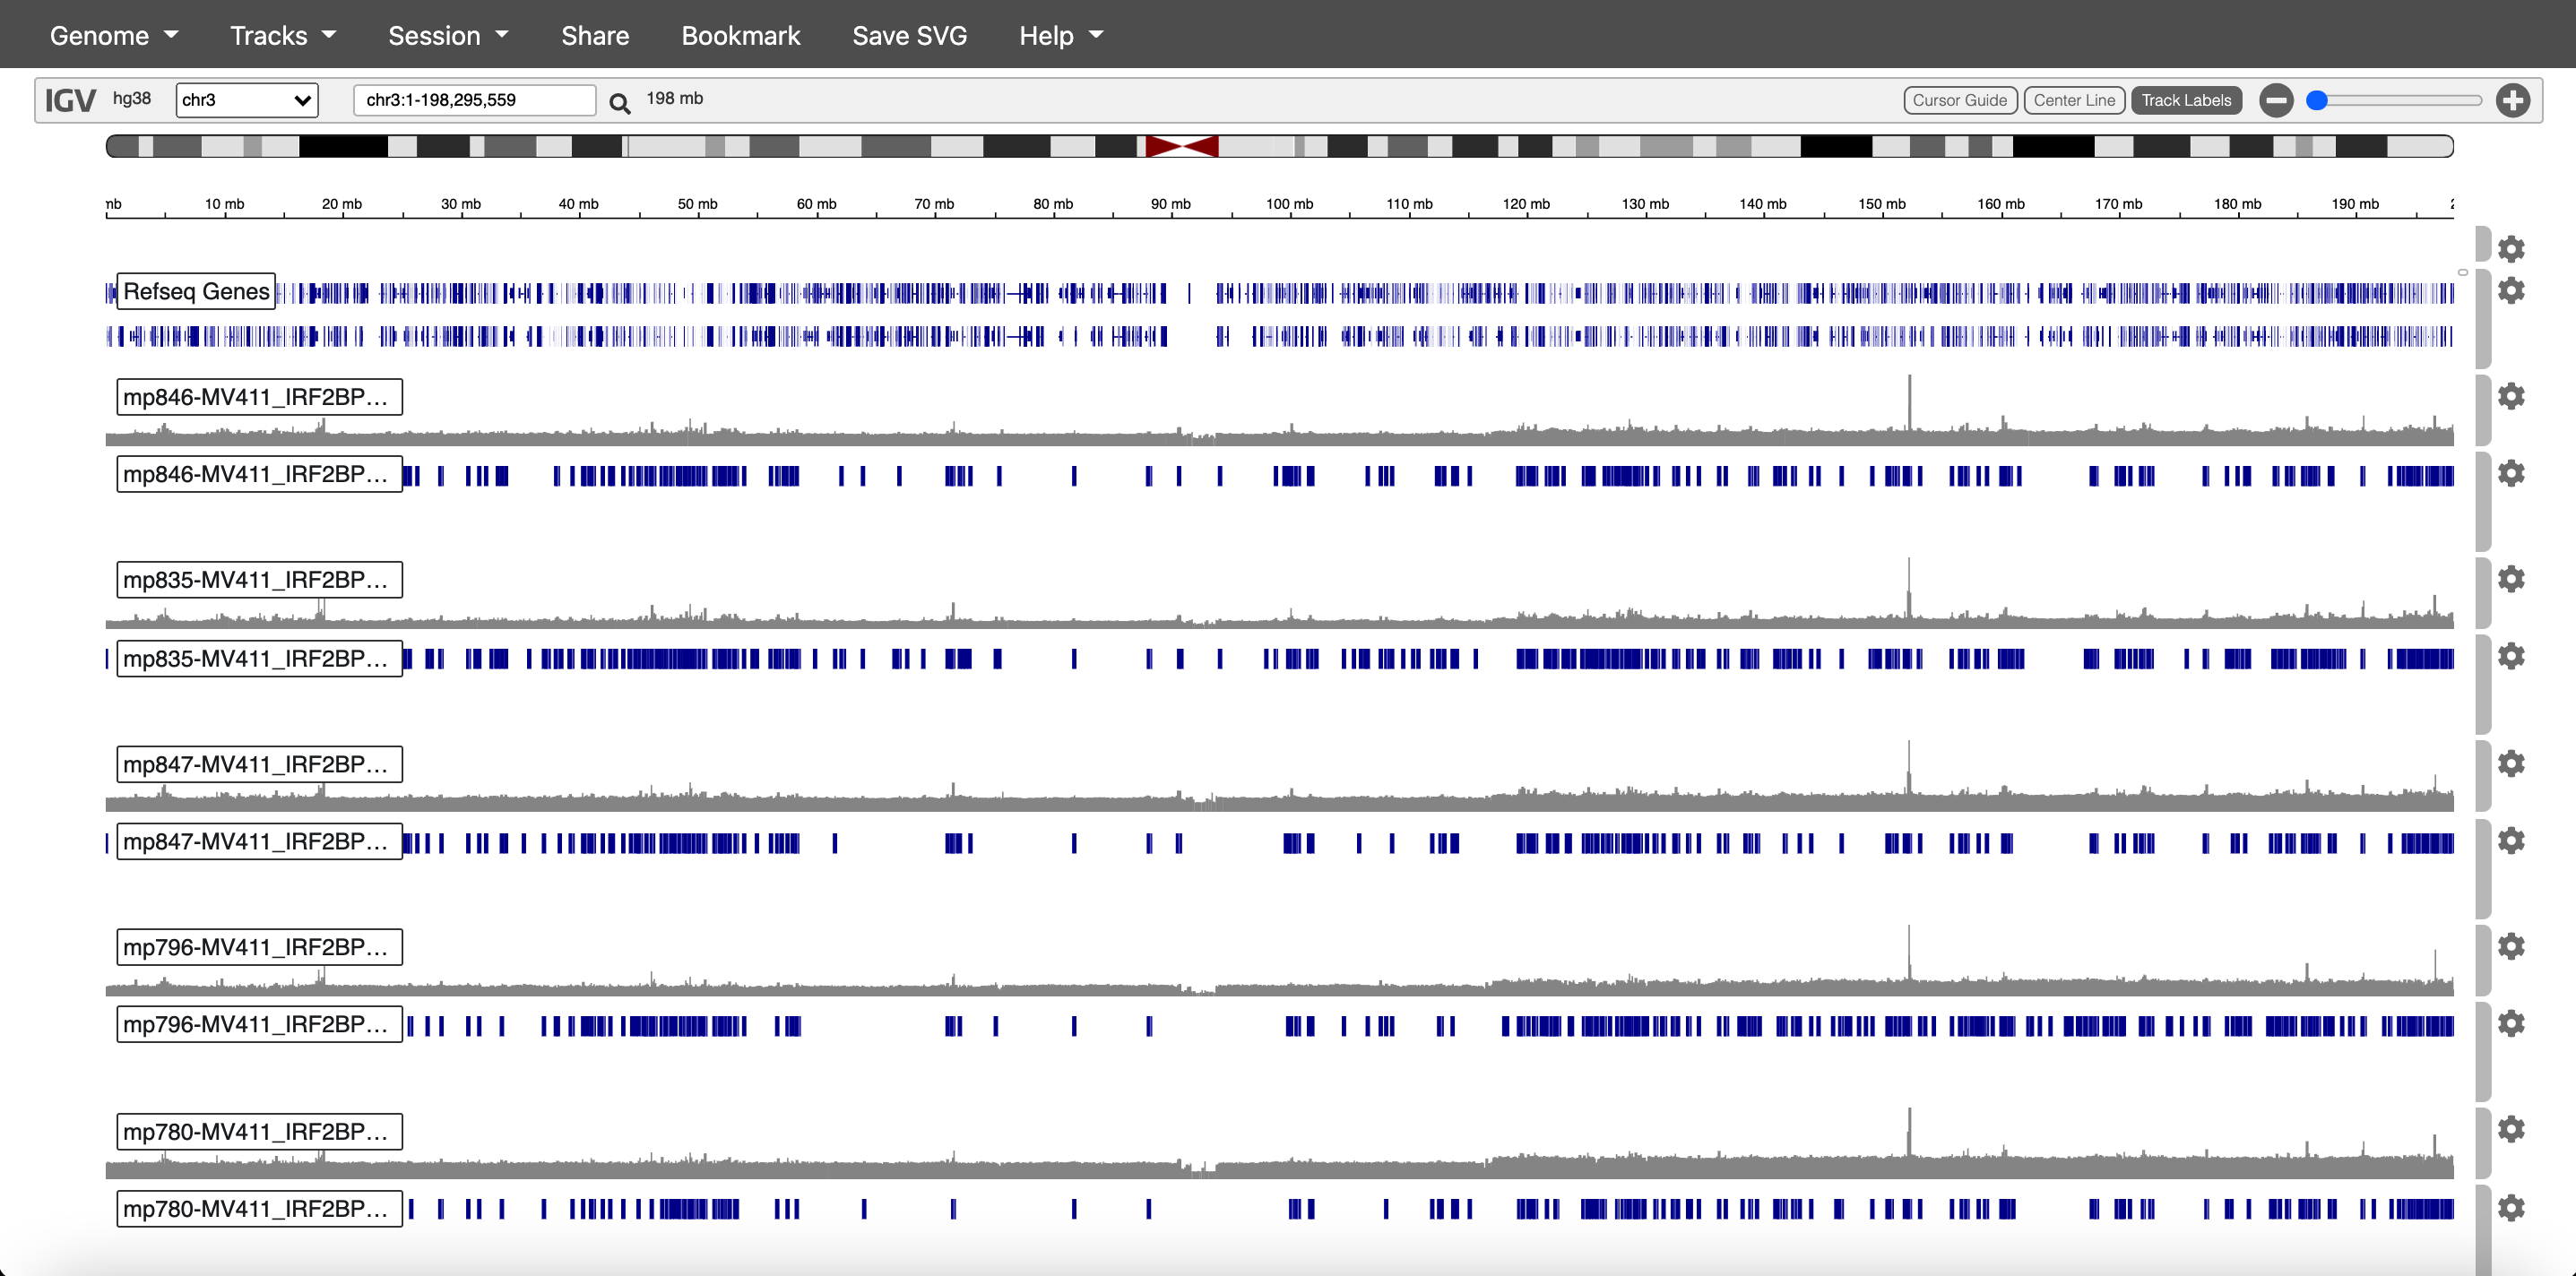 Genome Tracks Session Share Bookmark Save SVG Help
IGV hg38 chr3 chr3:1-198,295,559 198 mb Cursor Guide Center Line Track Labels
10 mb 20 mb 30 mb 40 mb 50 mb 60 mb 70 mb 80 mb 90 mb 100 mb 110 mb 120 mb 130 mb 140 mb 150 mb 160 mb 170 mb 180 mb 190 mb
Refseq Genes
mp846-MV411_IRF2BP...
mp846-MV411_IRF2BP...
mp835-MV411_IRF2BP...
mp835-MV411_IRF2BP...
mp847-MV411_IRF2BP...
mp847-MV411_IRF2BP...
mp796-MV411_IRF2BP...
mp796-MV411_IRF2BP...
mp780-MV411_IRF2BP...
mp780-MV411_IRF2BP...